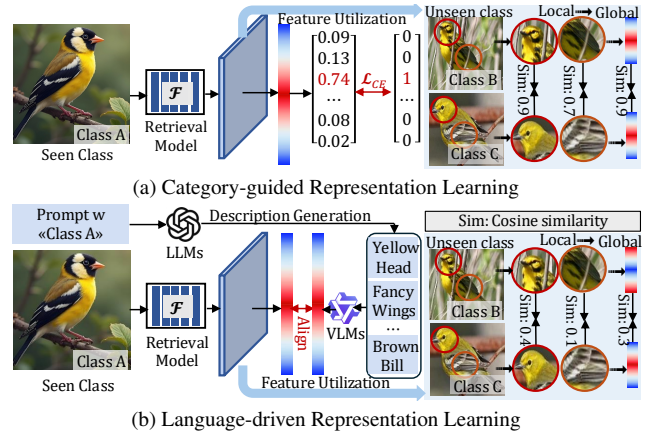 Feature Utilization
Unseen class
Local
Global
0.09
0.13
0.74
...
0.08
0.02
0
0
1
...
0
0
ℒCE
Class A
Seen Class
ℱ
Retrieval
Model
Class B
Class C
Sim: 0.9
Sim: 0.7
Sim: 0.9
(a) Category-guided Representation Learning
Prompt w
«Class A»
LLMs
Description Generation
Sim: Cosine similarity
Class A
Seen Class
ℱ
Retrieval
Model
Align
VLMs
Yellow
Head
Fancy
Wings
...
Brown
Bill
Feature Utilization
Unseen class
Local
Global
Class B
Class C
Sim: 0.4
Sim: 0.1
Sim: 0.3
(b) Language-driven Representation Learning